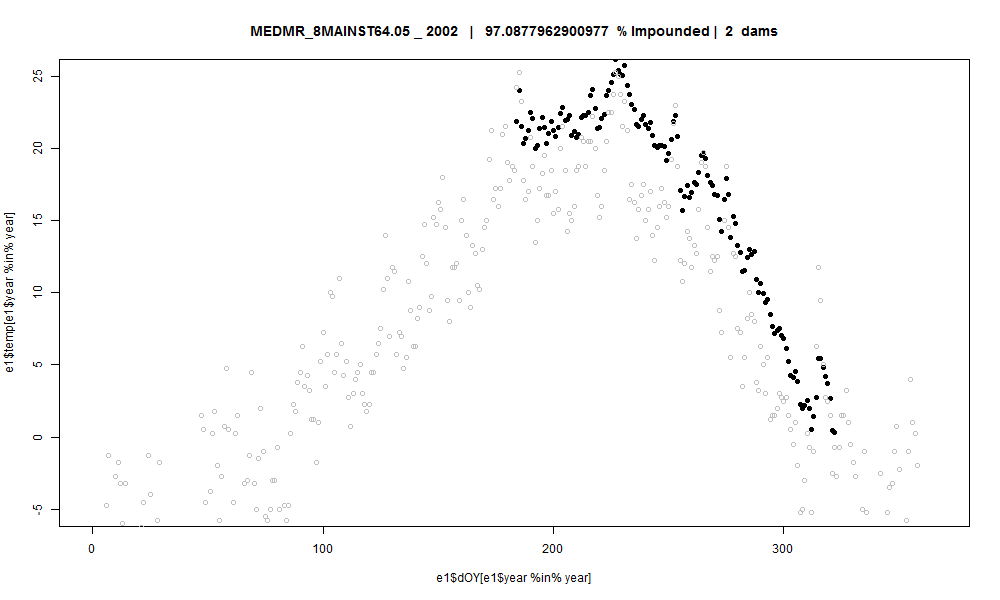 MEDMR_8MAINST64.05 _ 2002 | 97.0877962900977 % Impounded | 2 dams
e1$temp[e1$year %in% year]
25
20
15
10
5
0
-5
0 100 200 300
e1$dOY[e1$year %in% year]